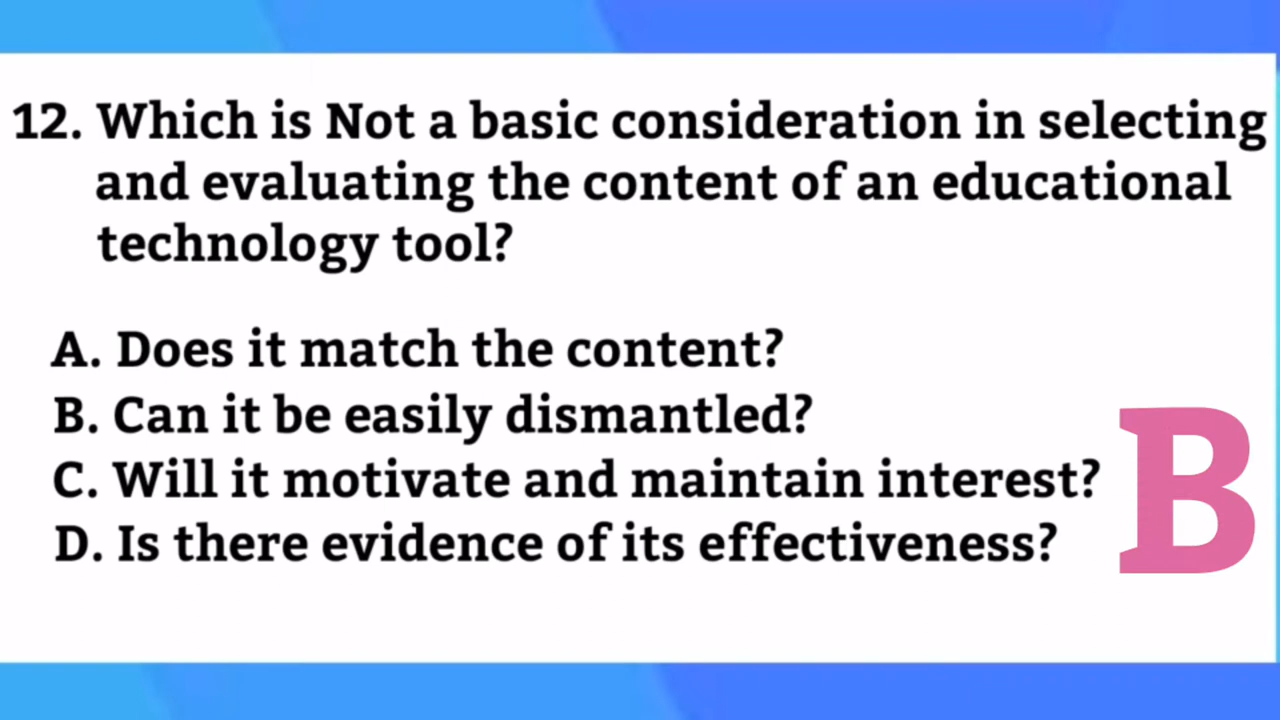 12. Which is Not a basic consideration in selecting
and evaluating the content of an educational
technology tool?
A. Does it match the content?
B. Can it be easily dismantled?
C. Will it motivate and maintain interest?
D. Is there evidence of its effectiveness?
B